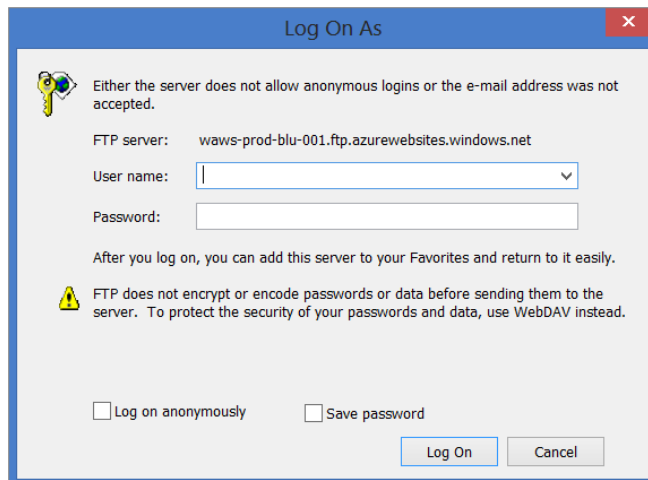 Log On As
Either the server does not allow anonymous logins or the e-mail address was not
accepted.
FTP server: waws-prod-blu-001.ftp.azurewebsites.windows.net
User name:
Password:
After you log on, you can add this server to your Favorites and return to it easily.
FTP does not encrypt or encode passwords or data before sending them to the
server. To protect the security of your passwords and data, use WebDAV instead.
Log on anonymously Save password
Log On Cancel